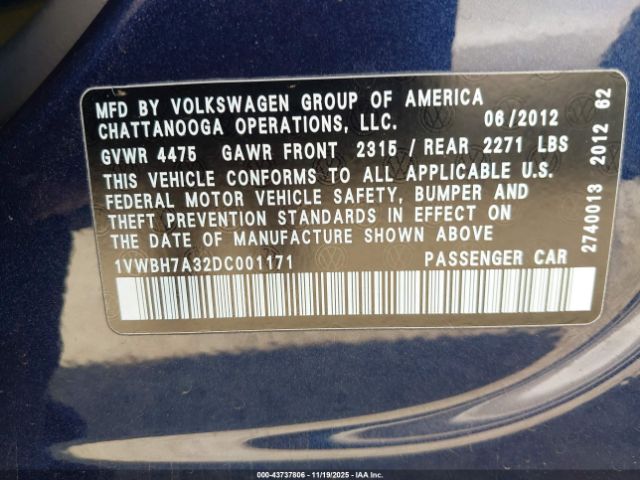 MFD BY VOLKSWAGEN GROUP OF AMERICA
CHATTANOOGA OPERATIONS, LLC. 06/2012
GVWR 4475 GAWR FRONT 2315 / REAR 2271 LBS
THIS VEHICLE CONFORMS TO ALL APPLICABLE U.S.
FEDERAL MOTOR VEHICLE SAFETY, BUMPER AND
THEFT PREVENTION STANDARDS IN EFFECT ON
THE DATE OF MANUFACTURE SHOWN ABOVE.
1VWBH7A32DC001171 PASSENGER CAR
2740013 2012 62
000-43737806 - 11/19/2025 - IAAI.com